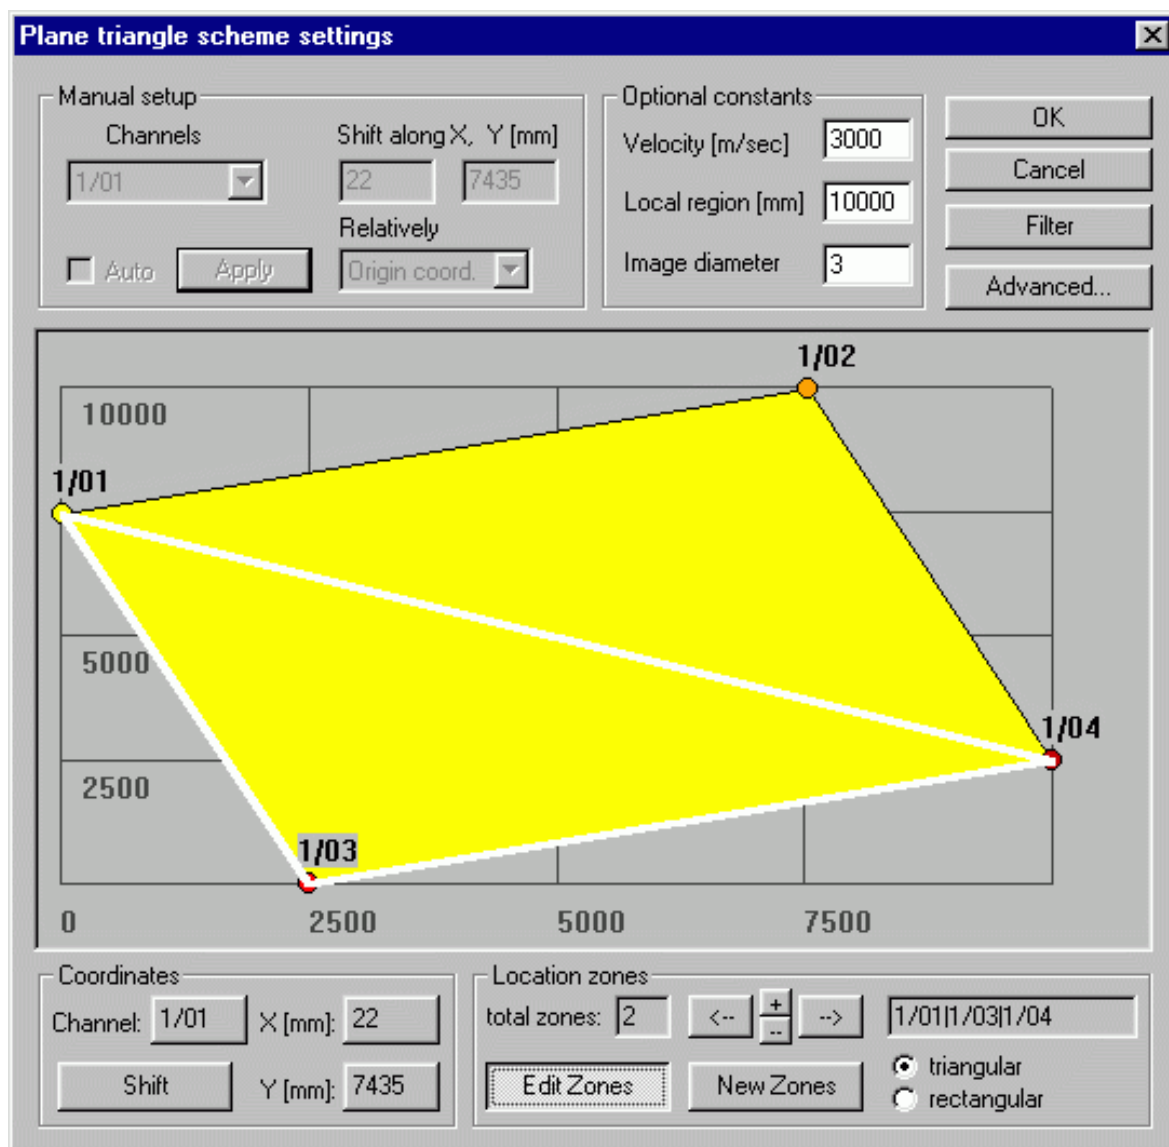 Plane triangle scheme settings
Manual setup
Channels
Shift along X, Y [mm]
1/01
22
7435
Relatively
Auto
Apply
Origin coord.
Optional constants
Velocity [m/sec]
3000
Local region [mm]
10000
Image diameter
3
OK
Cancel
Filter
Advanced...
1/02
10000
1/01
5000
1/04
2500
1/03
0
2500
5000
7500
Coordinates
Channel:
1/01
X [mm]:
22
Shift
Y [mm]:
7435
Location zones
total zones:
2
<--
+
--
-->
1/01|1/03|1/04
Edit Zones
New Zones
triangular
rectangular